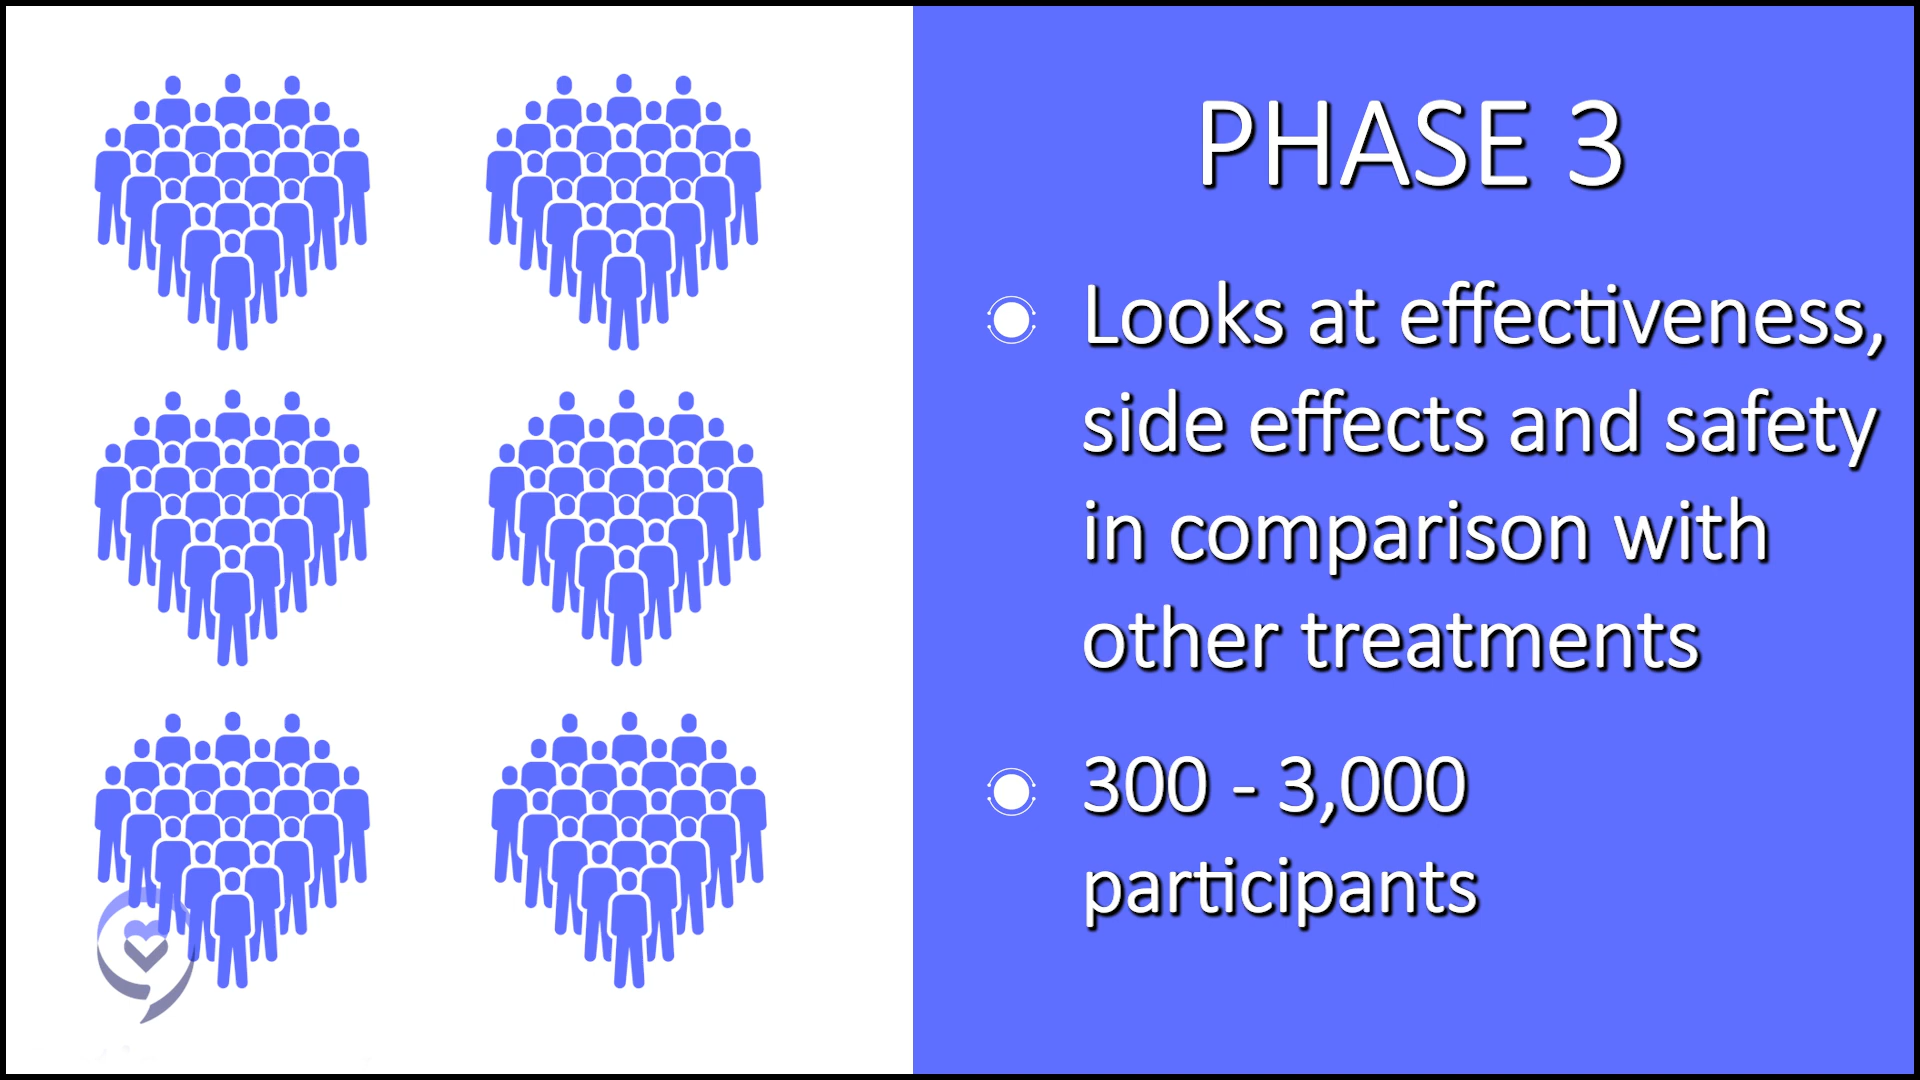 PHASE 3
Looks at effectiveness,
side effects and safety
in comparison with
other treatments
300 - 3,000
participants